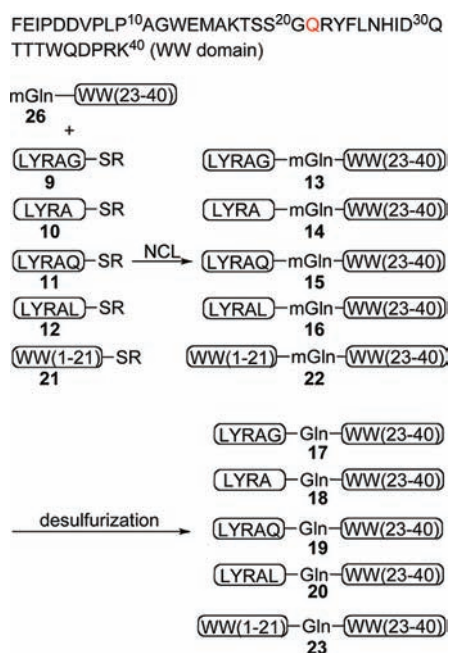 FEIPDDVPLP¹⁰AGWEMAKTSS²⁰GQRYFLNHID³⁰Q
TTTWQDPRK⁴⁰ (WW domain)
mGln WW(23-40)
26
+
LYRAG SR LYRAG mGln WW(23-40)
9 13
LYRA SR LYRA mGln WW(23-40)
10 14
LYRAQ SR NCL LYRAQ mGln WW(23-40)
11 15
LYRAL SR LYRAL mGln WW(23-40)
12 16
WW(1-21) SR WW(1-21) mGln WW(23-40)
21 22
LYRAG Gln WW(23-40)
17
LYRA Gln WW(23-40)
18
desulfurization LYRAQ Gln WW(23-40)
19
LYRAL Gln WW(23-40)
20
WW(1-21) Gln WW(23-40)
23